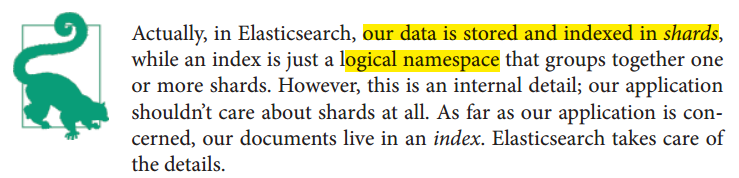 Actually, in Elasticsearch, our data is stored and indexed in shards,
while an index is just a logical namespace that groups together one
or more shards. However, this is an internal detail; our application
shouldn’t care about shards at all. As far as our application is con-
cerned, our documents live in an index. Elasticsearch takes care of
the details.